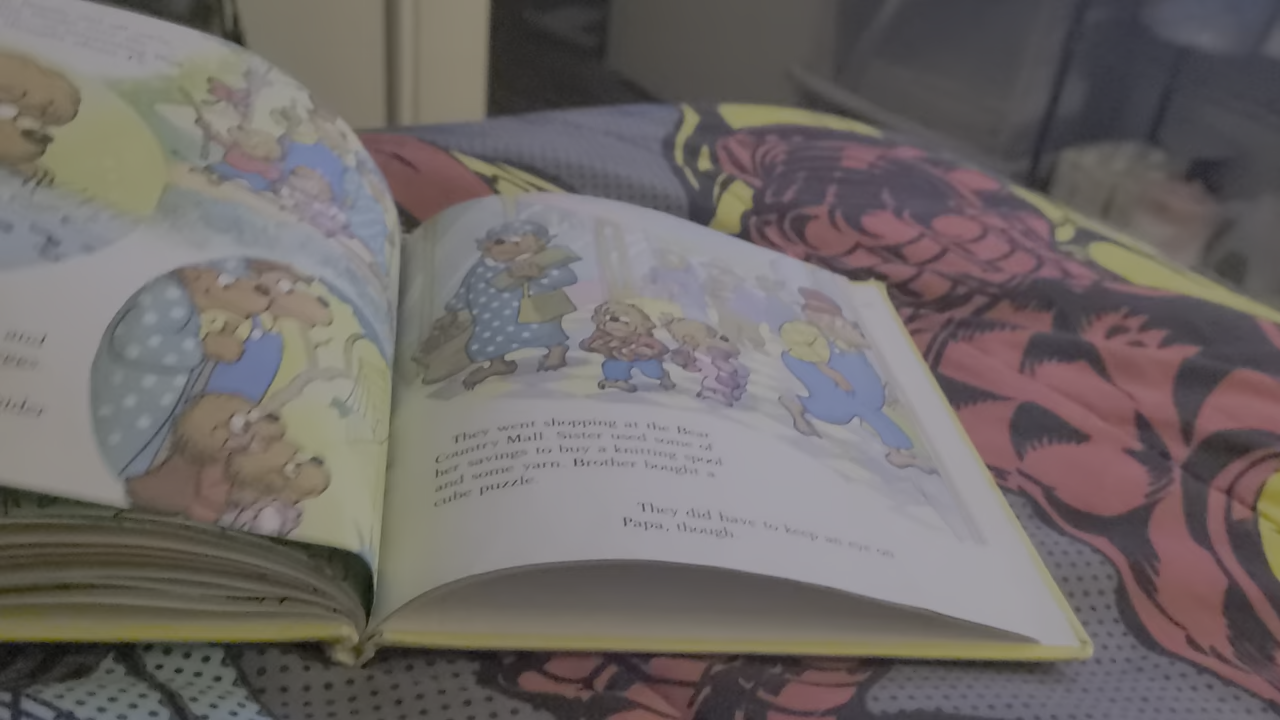 and
They went shopping at the Bear
Country Mall. Sister used some of
her savings to buy a knitting spool
and some yarn. Brother bought a
cube puzzle.
They did have to keep an eye on
Papa, though